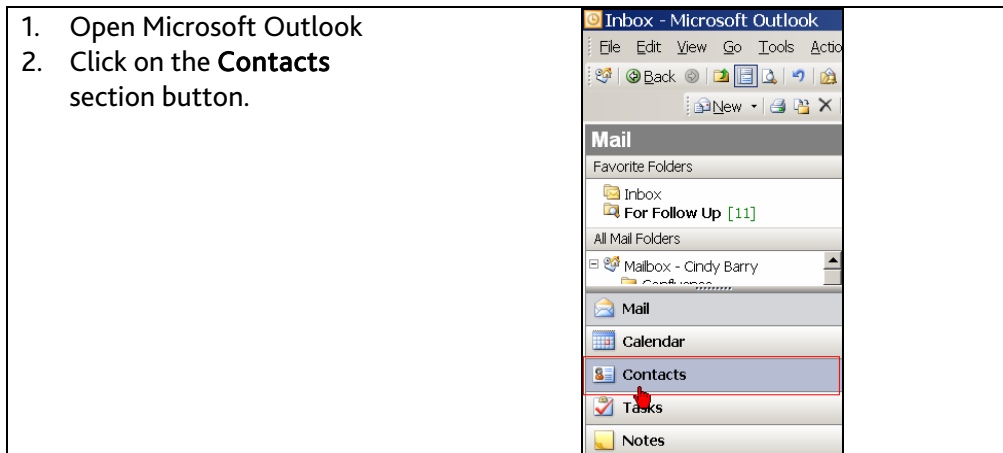 1. Open Microsoft Outlook
2. Click on the Contacts
section button.
Inbox - Microsoft Outlook
File Edit View Go Tools Actio
Back
New
Mail
Favorite Folders
Inbox
For Follow Up [11]
All Mail Folders
Mailbox - Cindy Barry
Mail
Calendar
Contacts
Tasks
Notes